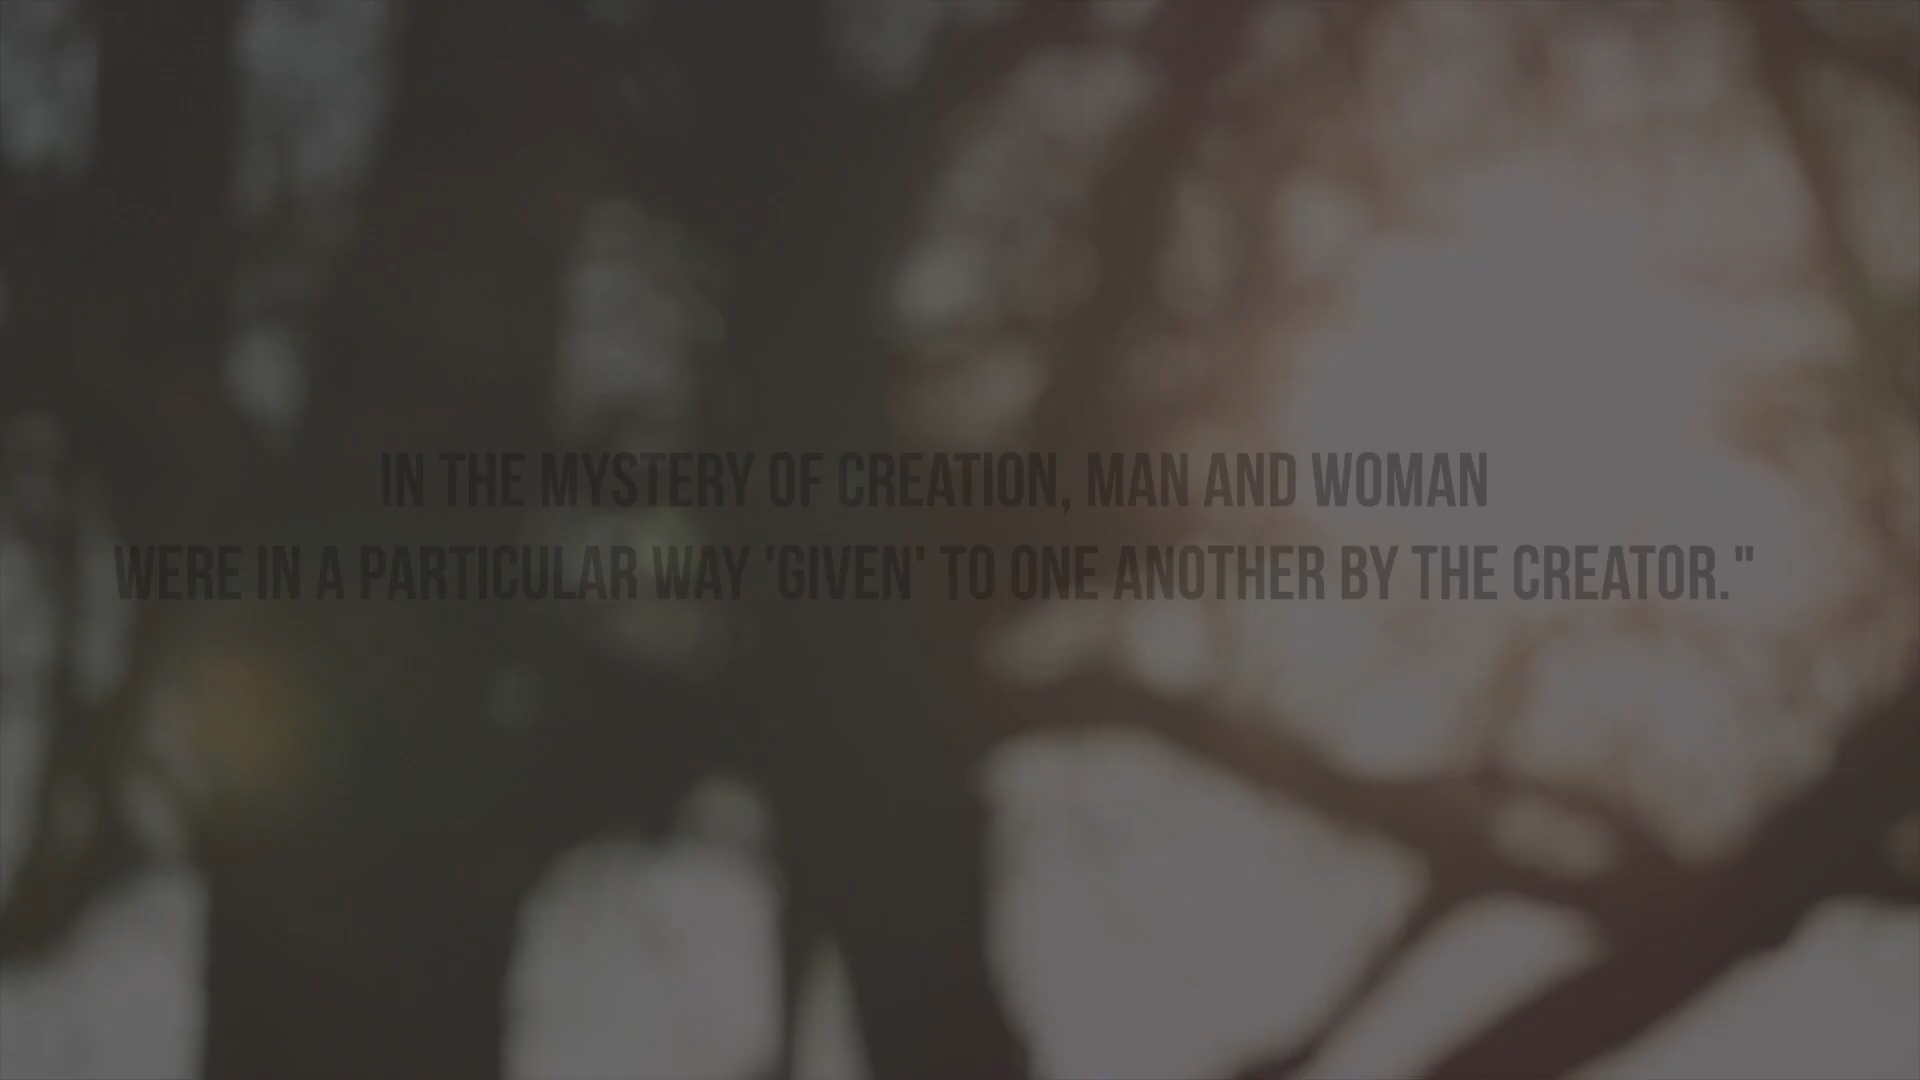 IN THE MYSTERY OF CREATION, MAN AND WOMAN
WERE IN A PARTICULAR WAY 'GIVEN' TO ONE ANOTHER BY THE CREATOR."